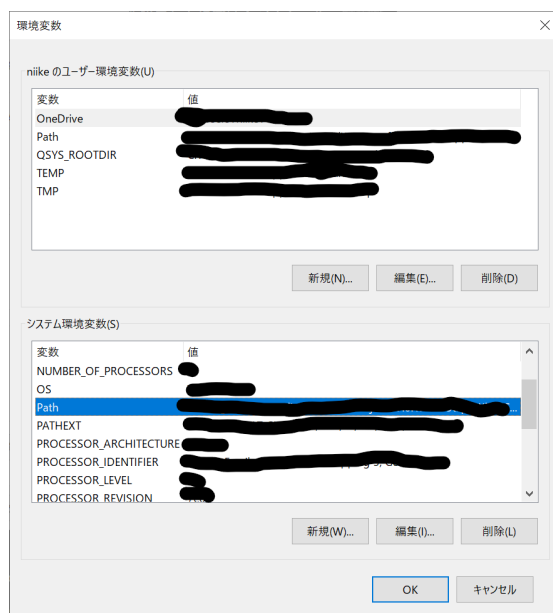 環境変数
niike のユーザー環境変数(U)
変数 値
OneDrive
Path
QSYS_ROOTDIR
TEMP
TMP
新規(N)... 編集(E)... 削除(D)
システム環境変数(S)
変数 値
NUMBER_OF_PROCESSORS
OS
Path
PATHEXT
PROCESSOR_ARCHITECTURE
PROCESSOR_IDENTIFIER
PROCESSOR_LEVEL
PROCESSOR_REVISION
新規(W)... 編集(I)... 削除(L)
OK キャンセル